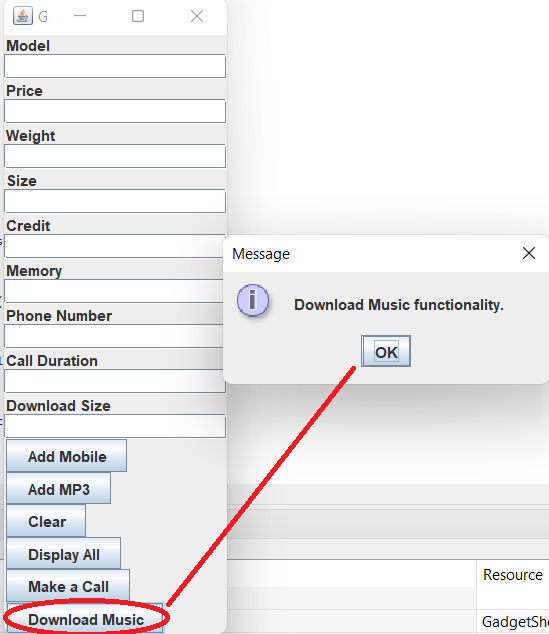 G
Model
Price
Weight
Size
Credit
Message
Memory
Download Music functionality.
Phone Number
OK
Call Duration
Download Size
Add Mobile
Add MP3
Clear
Display All
Make a Call
Resource
Download Music